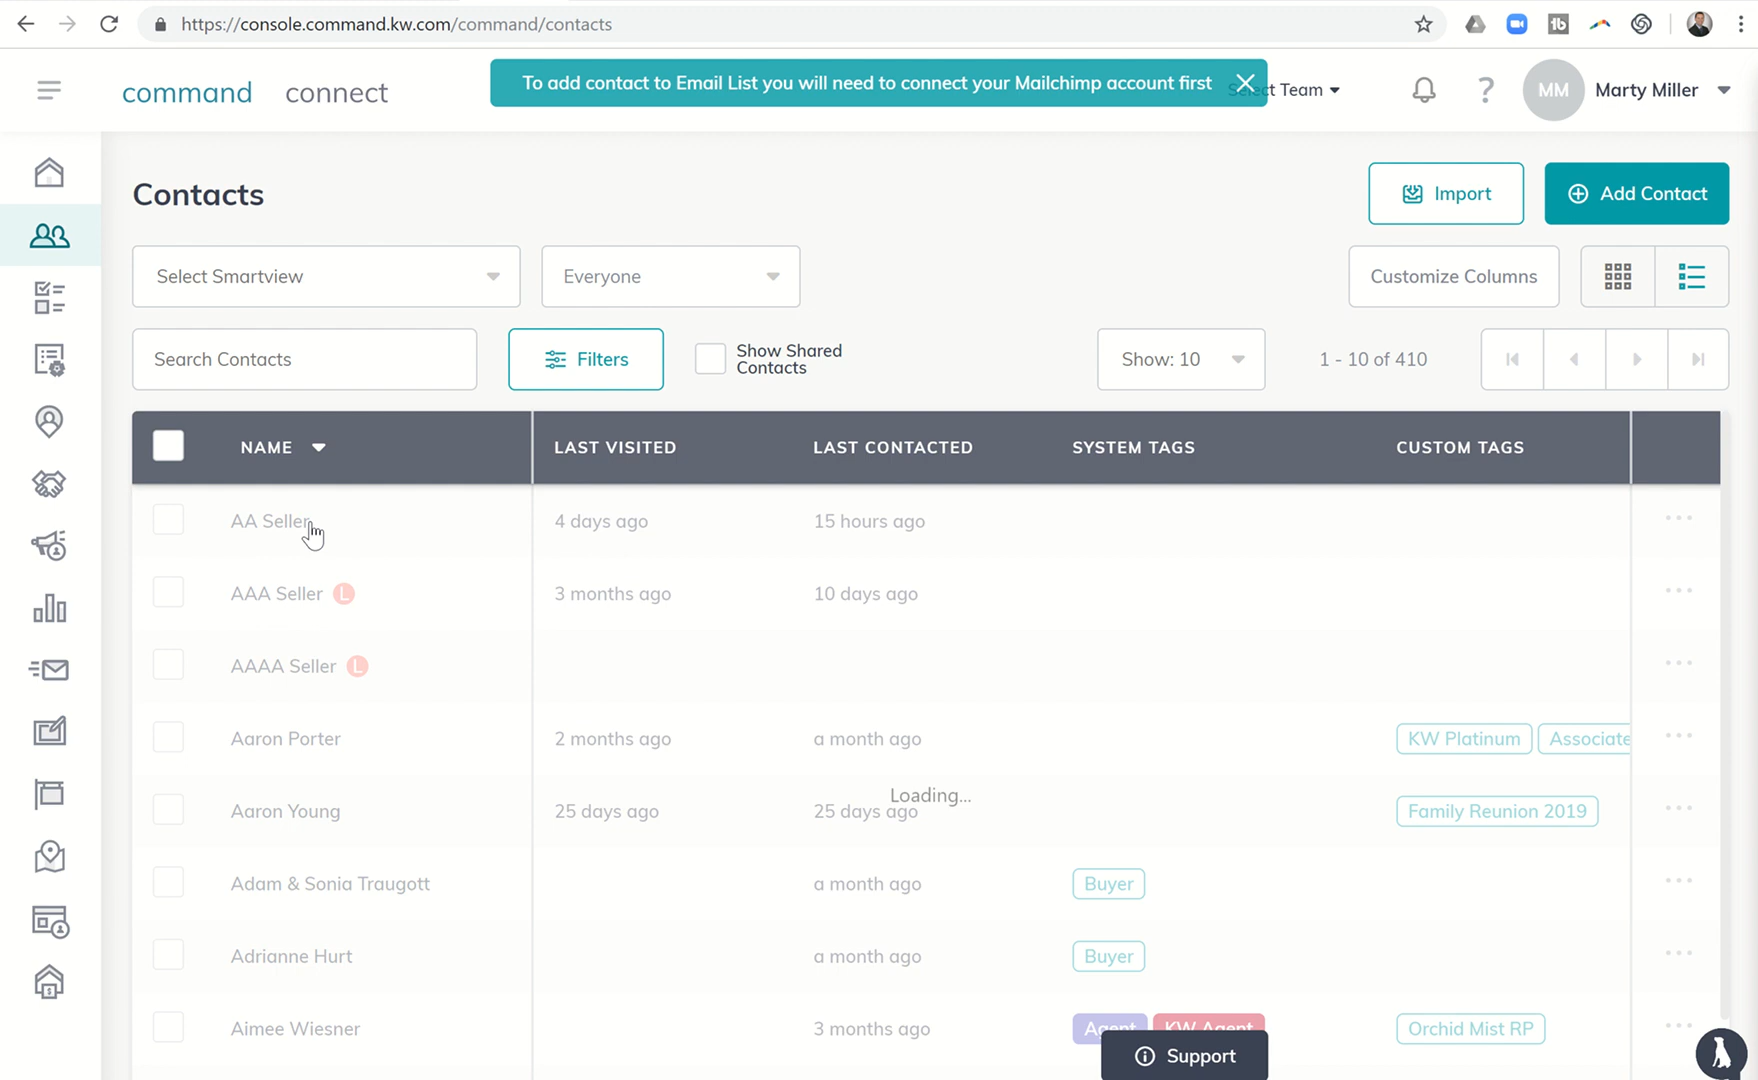 https://console.command.kw.com/command/contacts
command connect
To add contact to Email List you will need to connect your Mailchimp account first
Select Team
?
MM
Marty Miller
Contacts
Import
Add Contact
Select Smartview
Everyone
Customize Columns
Search Contacts
Filters
Show Shared
Contacts
Show: 10
1 - 10 of 410
NAME LAST VISITED LAST CONTACTED SYSTEM TAGS CUSTOM TAGS
AA Seller 4 days ago 15 hours ago
AAA Seller L 3 months ago 10 days ago
AAAA Seller L
Aaron Porter 2 months ago a month ago KW Platinum Associate
Loading...
Aaron Young 25 days ago 25 days ago Family Reunion 2019
Adam & Sonia Traugott a month ago Buyer
Adrianne Hurt a month ago Buyer
Aimee Wiesner 3 months ago Agent KW Agent Orchid Mist RP
Support